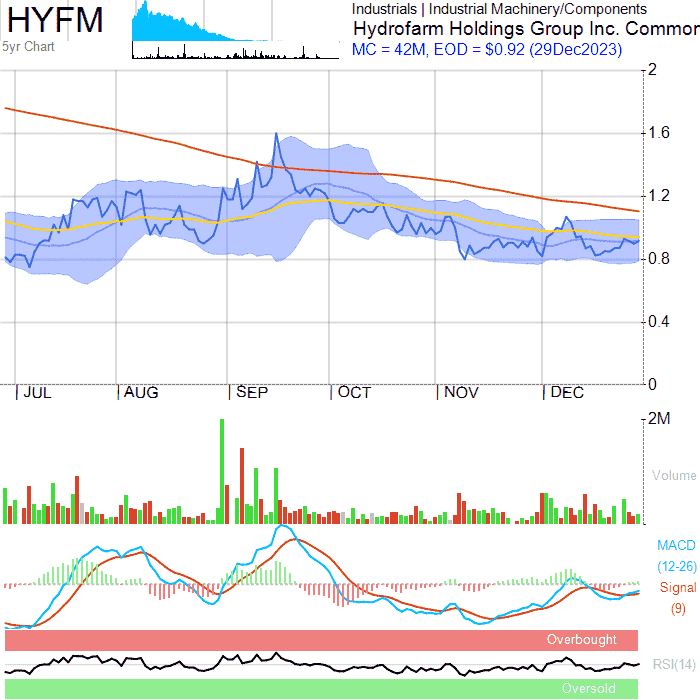 HYFM
5yr Chart
Industrials | Industrial Machinery/Components
Hydrofarm Holdings Group Inc. Common
MC = 42M, EOD = $0.92 (29Dec2023)
2
1.6
1.2
0.8
0.4
0
JUL AUG SEP OCT NOV DEC
2M
Volume
MACD
(12-26)
Signal
(9)
Overbought
RSI(14)
Oversold